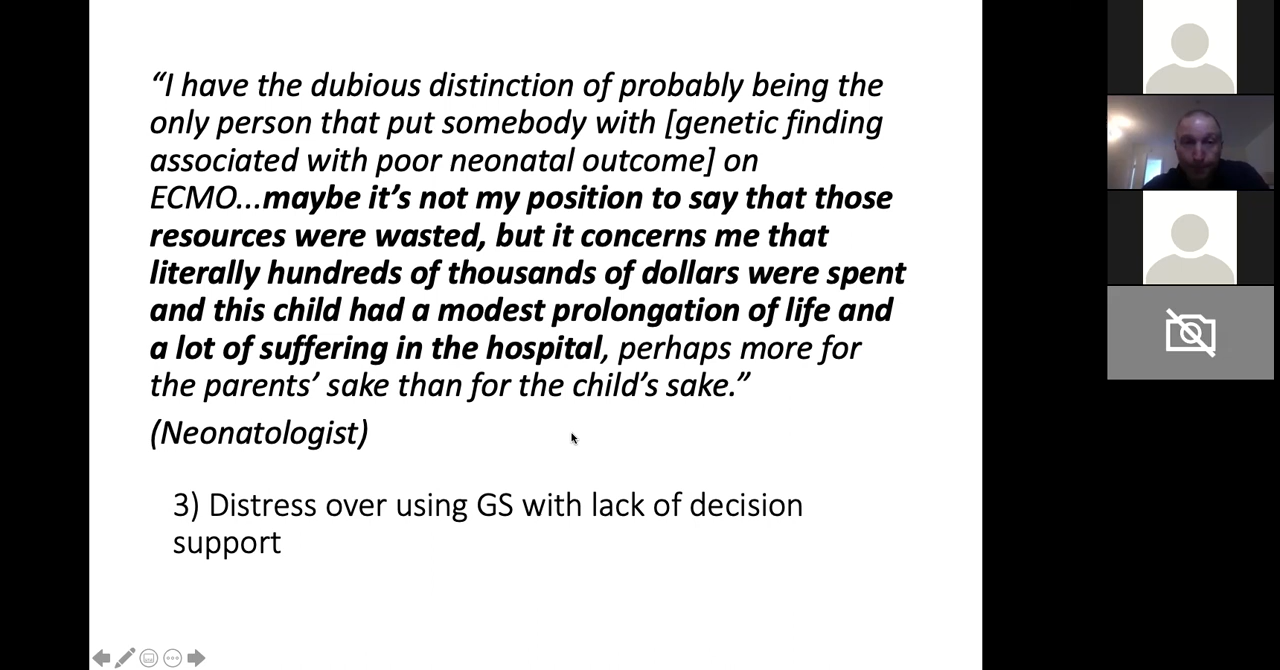 “I have the dubious distinction of probably being the
only person that put somebody with [genetic finding
associated with poor neonatal outcome] on
ECMO...maybe it’s not my position to say that those
resources were wasted, but it concerns me that
literally hundreds of thousands of dollars were spent
and this child had a modest prolongation of life and
a lot of suffering in the hospital, perhaps more for
the parents’ sake than for the child’s sake.”
(Neonatologist)
3) Distress over using GS with lack of decision
support